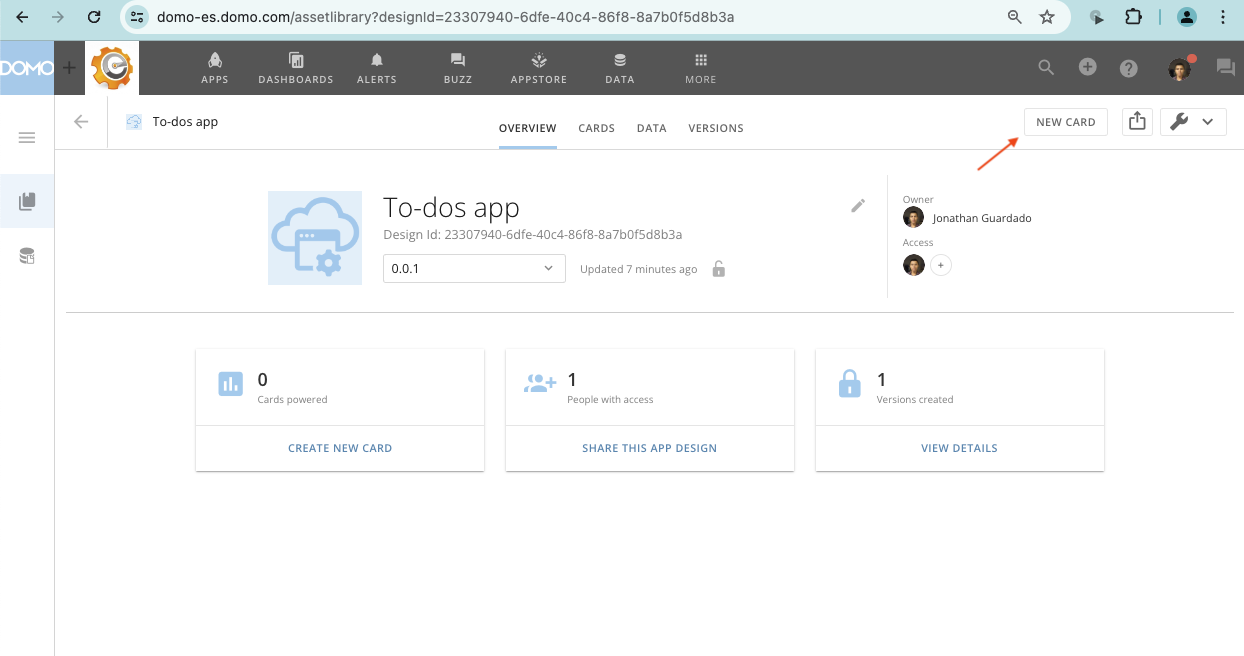 domo-es.domo.com/assetlibrary?designId=23307940-6dfe-40c4-86f8-8a7b0f5d8b3a
DOMO
APPS DASHBOARDS ALERTS BUZZ APPSTORE DATA MORE
To-dos app
OVERVIEW CARDS DATA VERSIONS
NEW CARD
To-dos app
Design Id: 23307940-6dfe-40c4-86f8-8a7b0f5d8b3a
0.0.1
Updated 7 minutes ago
Owner
Jonathan Guardado
Access
+
0
Cards powered
CREATE NEW CARD
1
People with access
SHARE THIS APP DESIGN
1
Versions created
VIEW DETAILS